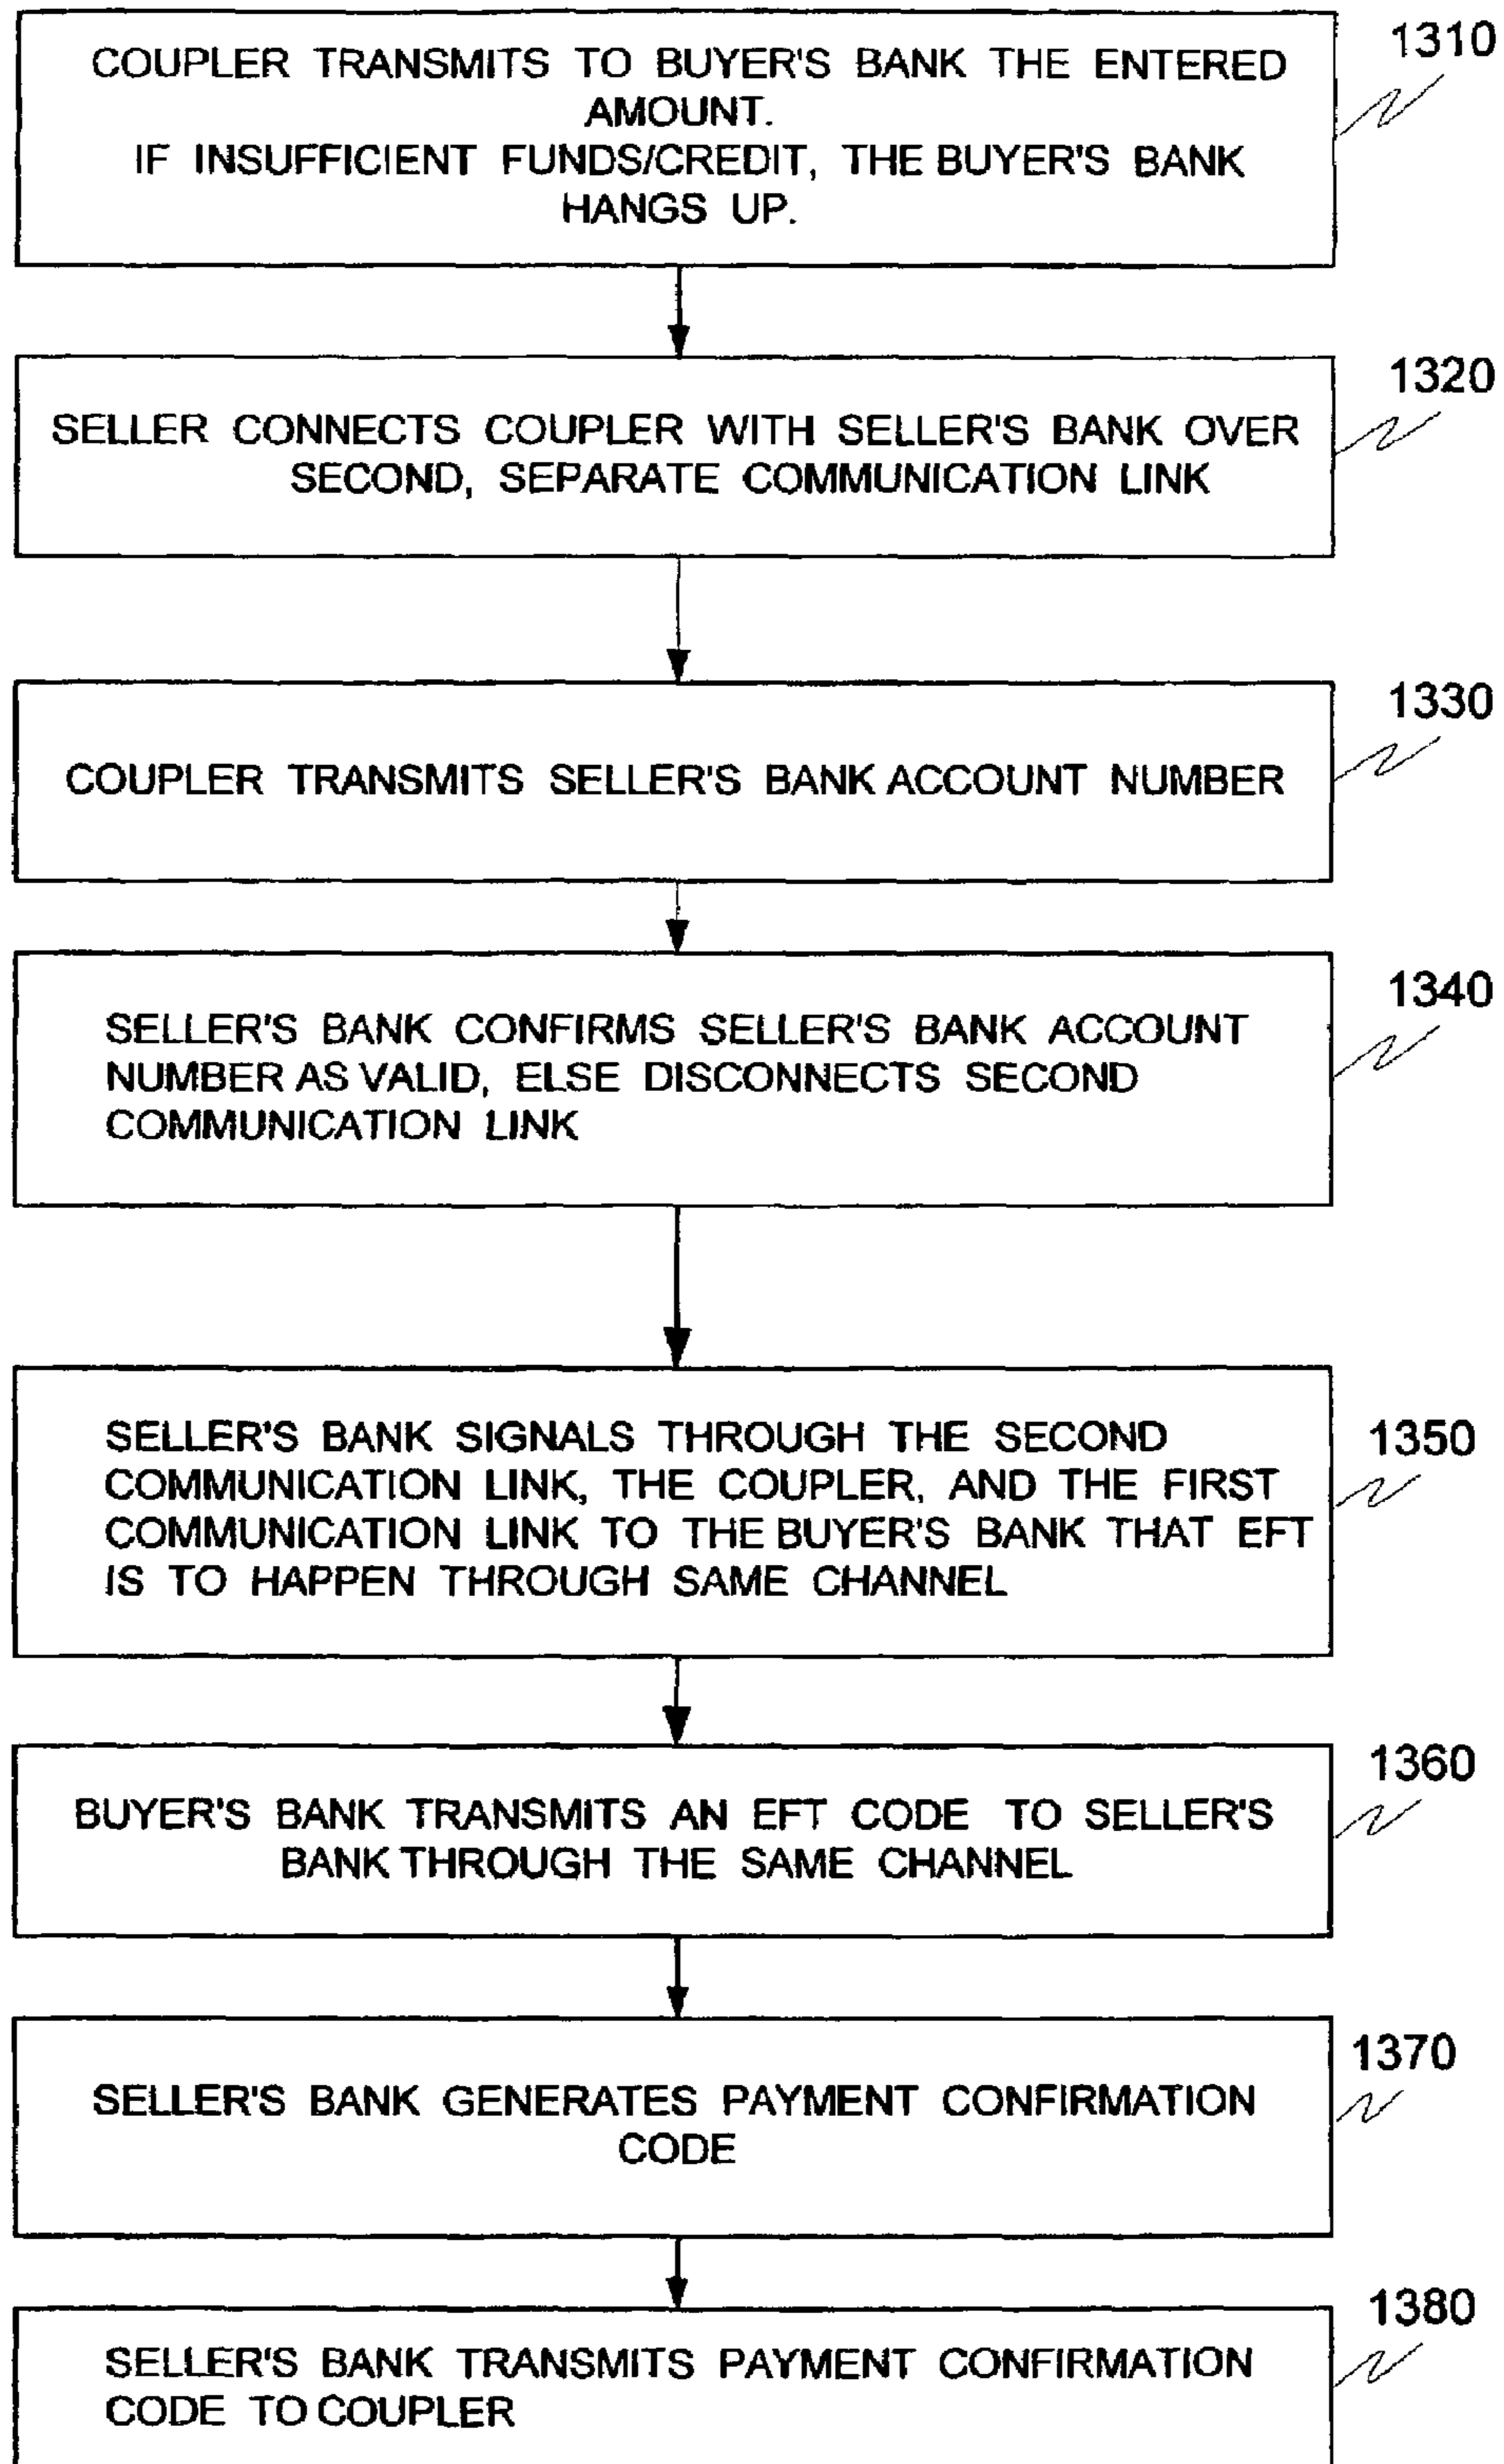 1310
COUPLER TRANSMITS TO BUYER'S BANK THE ENTERED
AMOUNT.
IF INSUFFICIENT FUNDS/CREDIT, THE BUYER'S BANK
HANGS UP.
1320
SELLER CONNECTS COUPLER WITH SELLER'S BANK OVER
SECOND, SEPARATE COMMUNICATION LINK
1330
COUPLER TRANSMITS SELLER'S BANK ACCOUNT NUMBER
1340
SELLER'S BANK CONFIRMS SELLER'S BANK ACCOUNT
NUMBER AS VALID, ELSE DISCONNECTS SECOND
COMMUNICATION LINK
1350
SELLER'S BANK SIGNALS THROUGH THE SECOND
COMMUNICATION LINK, THE COUPLER, AND THE FIRST
COMMUNICATION LINK TO THE BUYER'S BANK THAT EFT
IS TO HAPPEN THROUGH SAME CHANNEL
1360
BUYER'S BANK TRANSMITS AN EFT CODE TO SELLER'S
BANK THROUGH THE SAME CHANNEL
1370
SELLER'S BANK GENERATES PAYMENT CONFIRMATION
CODE
1380
SELLER'S BANK TRANSMITS PAYMENT CONFIRMATION
CODE TO COUPLER